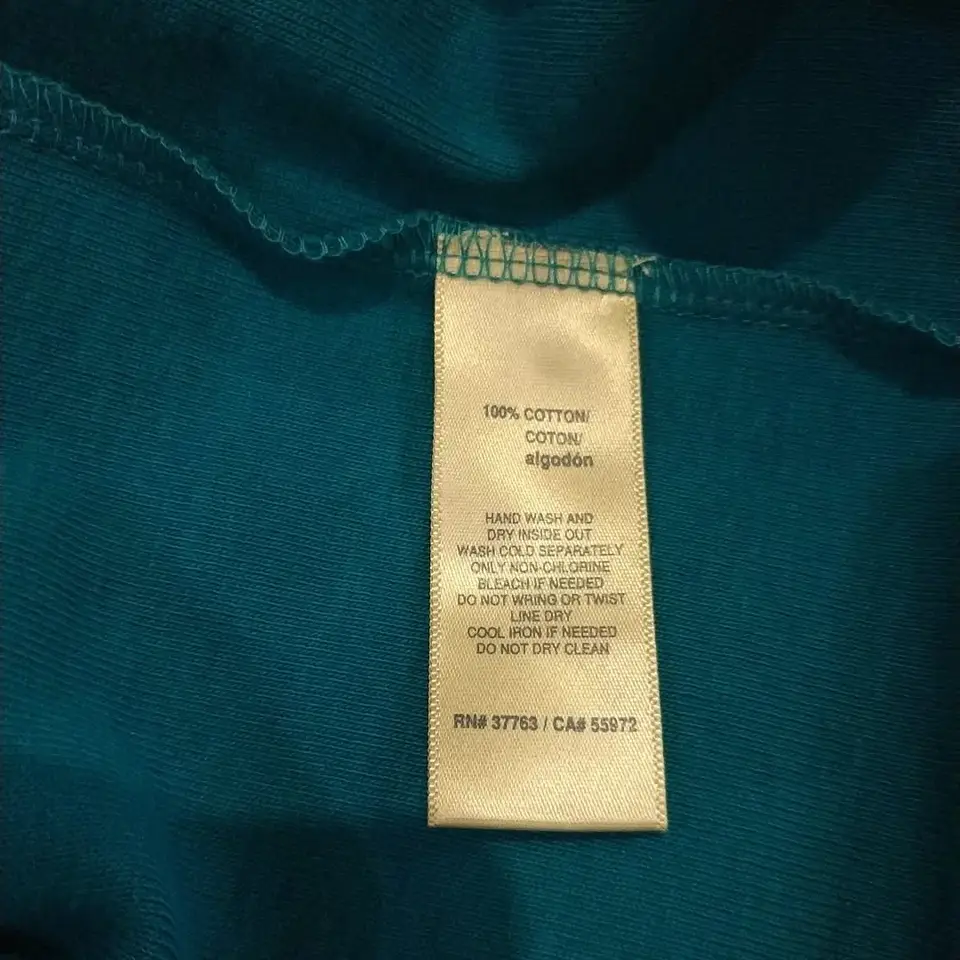 100% COTTON/
COTON/
algodón
HAND WASH AND
DRY INSIDE OUT
WASH COLD SEPARATELY
ONLY NON-CHLORINE
BLEACH IF NEEDED
DO NOT WRING OR TWIST
LINE DRY
COOL IRON IF NEEDED
DO NOT DRY CLEAN
RN# 37763 / CA# 55972